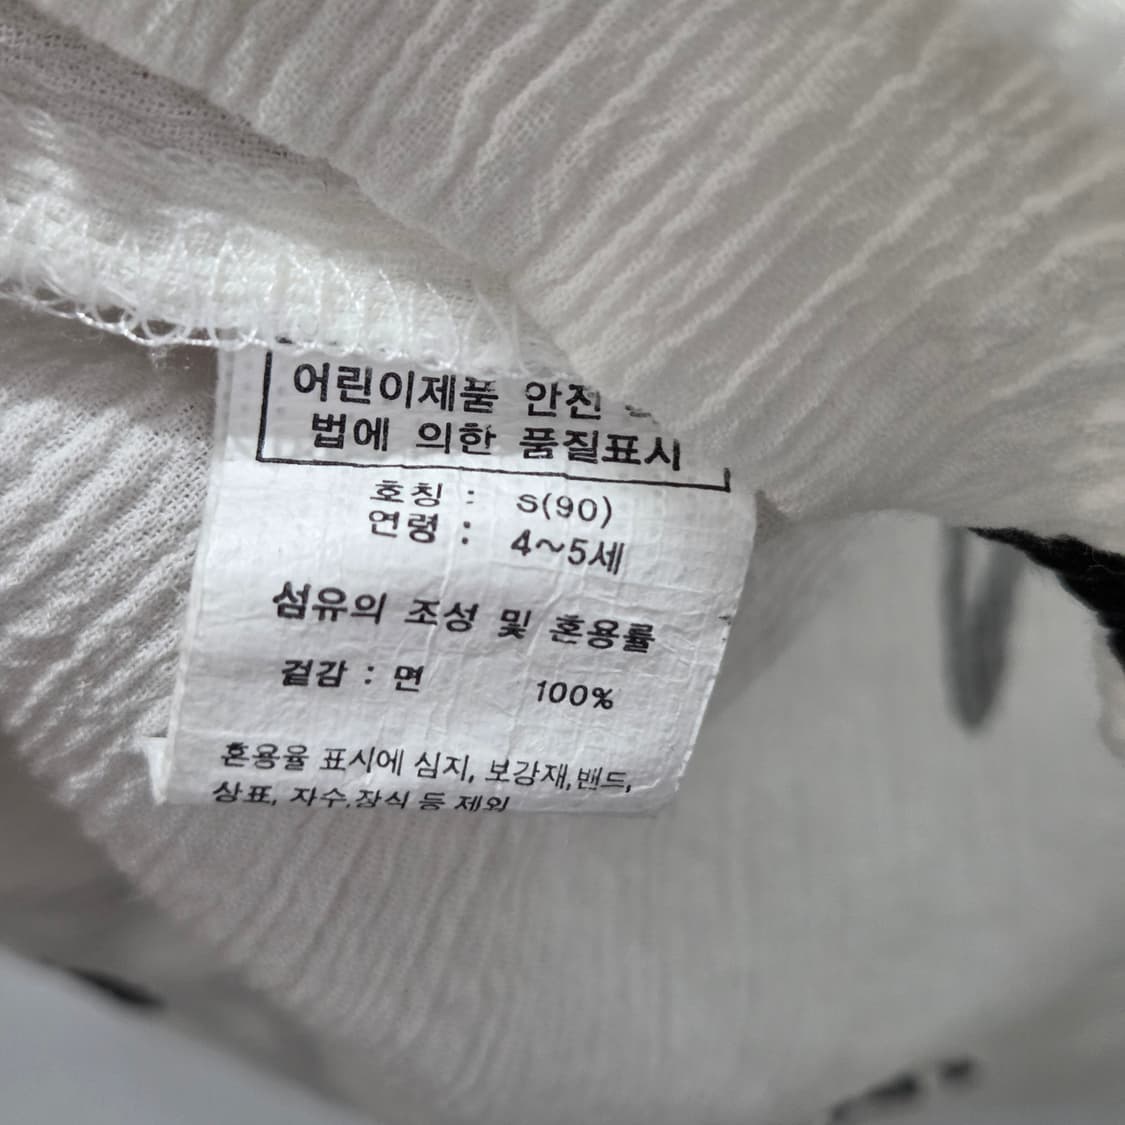 어린이제품 안전
법에 의한 품질표시
호칭 : S(90)
연령 : 4~5세
섬유의 조성 및 혼용률
겉감 : 면 100%
혼용율 표시에 심지, 보강재,밴드,
상표, 자수,장식 등 제외